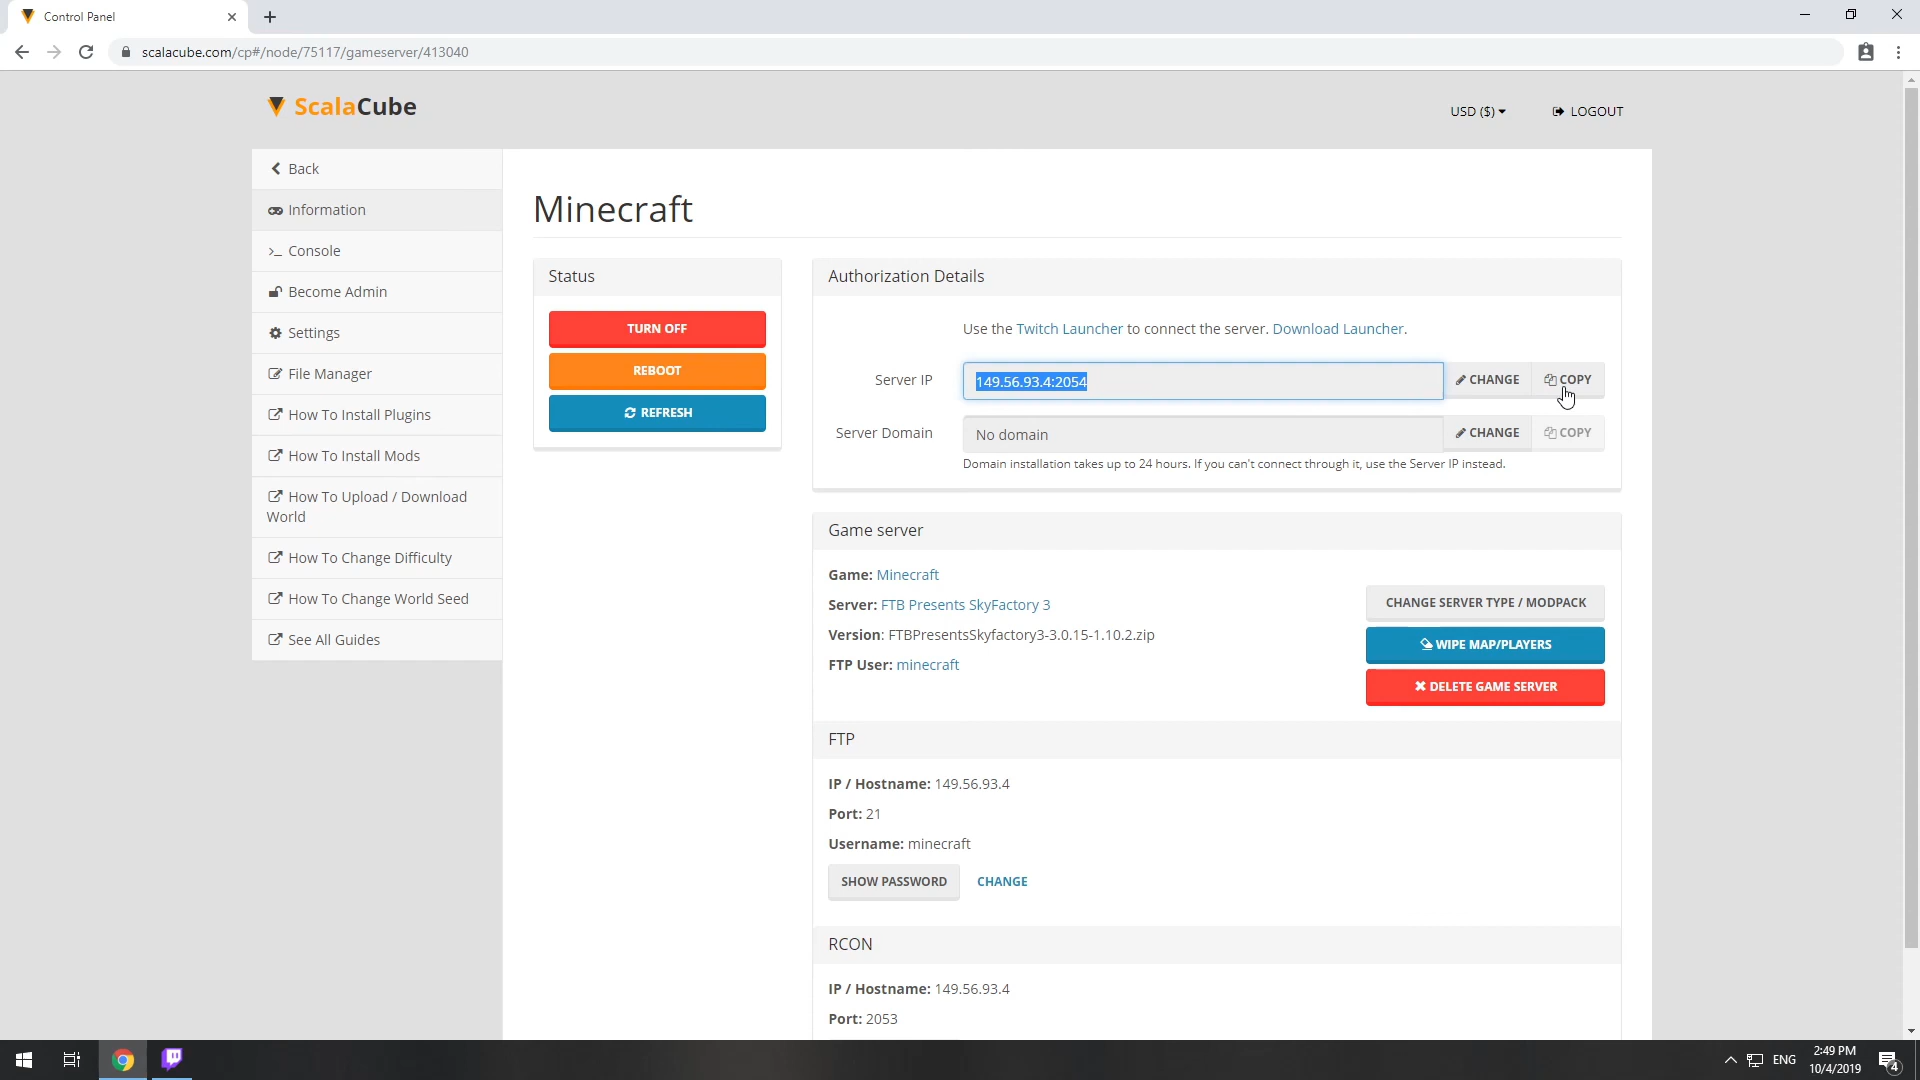 Control Panel
scalacube.com/cp#/node/75117/gameserver/413040
ScalaCube
USD ($)
LOGOUT
Back
Information
Console
Become Admin
Settings
File Manager
How To Install Plugins
How To Install Mods
How To Upload / Download
World
How To Change Difficulty
How To Change World Seed
See All Guides
Minecraft
Status
TURN OFF
REBOOT
REFRESH
Authorization Details
Use the Twitch Launcher to connect the server. Download Launcher.
Server IP 149.56.93.4:2054 CHANGE COPY
Server Domain No domain CHANGE COPY
Domain installation takes up to 24 hours. If you can't connect through it, use the Server IP instead.
Game server
Game: Minecraft
Server: FTB Presents SkyFactory 3
Version: FTBPresentsSkyfactory3-3.0.15-1.10.2.zip
FTP User: minecraft
CHANGE SERVER TYPE / MODPACK
WIPE MAP/PLAYERS
DELETE GAME SERVER
FTP
IP / Hostname: 149.56.93.4
Port: 21
Username: minecraft
SHOW PASSWORD CHANGE
RCON
IP / Hostname: 149.56.93.4
Port: 2053
ENG
2:49 PM
10/4/2019
4